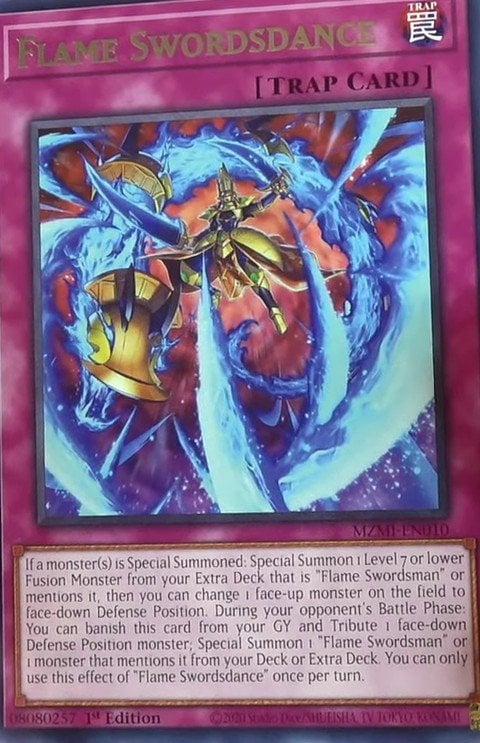 FLAME SWORDSDANCE
TRAP
罠
[TRAP CARD]
MZMI-EN010
If a monster(s) is Special Summoned: Special Summon 1 Level 7 or lower
Fusion Monster from your Extra Deck that is "Flame Swordsman" or
mentions it, then you can change 1 face-up monster on the field to
face-down Defense Position. During your opponent's Battle Phase:
You can banish this card from your GY and Tribute 1 face-down
Defense Position monster; Special Summon 1 "Flame Swordsman" or
1 monster that mentions it from your Deck or Extra Deck. You can only
use this effect of "Flame Swordsdance" once per turn.
08080257 1st Edition ©2020 Studio Dice/SHUEISHA, TV TOKYO, KONAMI